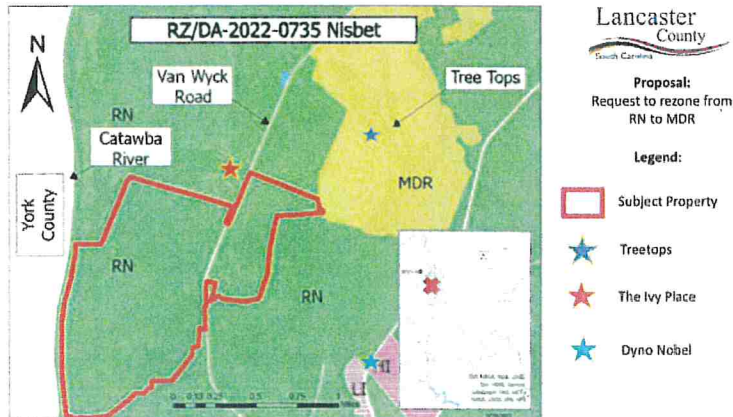 RZ/DA-2022-0735 Nisbet
N
Van Wyck
Road
Tree Tops
RN
Catawba
River
York
County
MDR
RN
RN
HI
LI
Lancaster
County
South Carolina
Proposal:
Request to rezone from
RN to MDR
Legend:
Subject Property
Treetops
The Ivy Place
Dyno Nobel